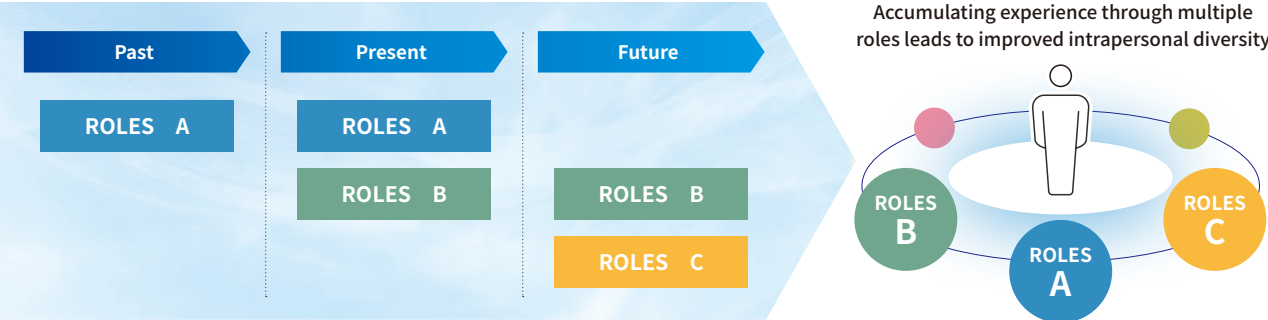 Past
Present
Future
ROLES A
ROLES A
ROLES B
ROLES B
ROLES C
Accumulating experience through multiple
roles leads to improved intrapersonal diversity
ROLES
B
ROLES
A
ROLES
C